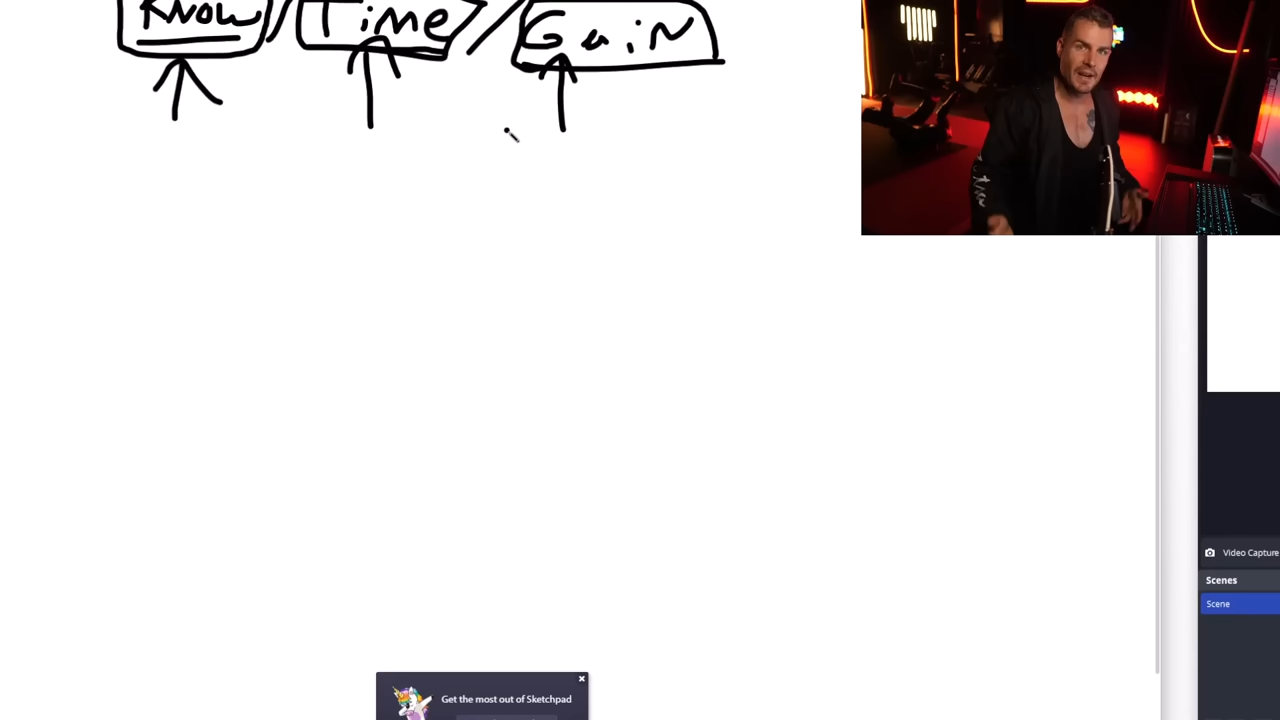 Know / Time / Gain
Video Capture
Scenes
Scene
Get the most out of Sketchpad